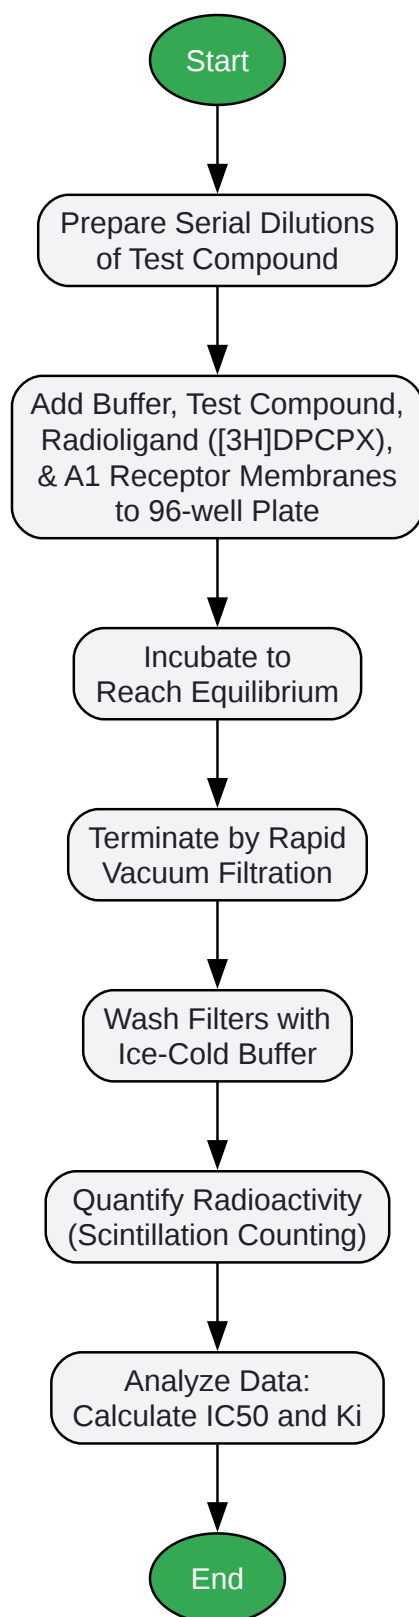 Start
Prepare Serial Dilutions
of Test Compound
Add Buffer, Test Compound,
Radioligand ([3H]DPCPX),
& A1 Receptor Membranes
to 96-well Plate
Incubate to
Reach Equilibrium
Terminate by Rapid
Vacuum Filtration
Wash Filters with
Ice-Cold Buffer
Quantify Radioactivity
(Scintillation Counting)
Analyze Data:
Calculate IC50 and Ki
End